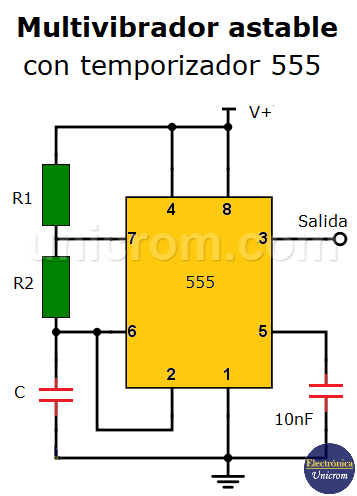 Multivibrador astable
con temporizador 555
V+
R1
4 8
Salida
unicrom.com
7 3
R2
555
6 5
C
2 1
10nF
Electrónica
Unicrom